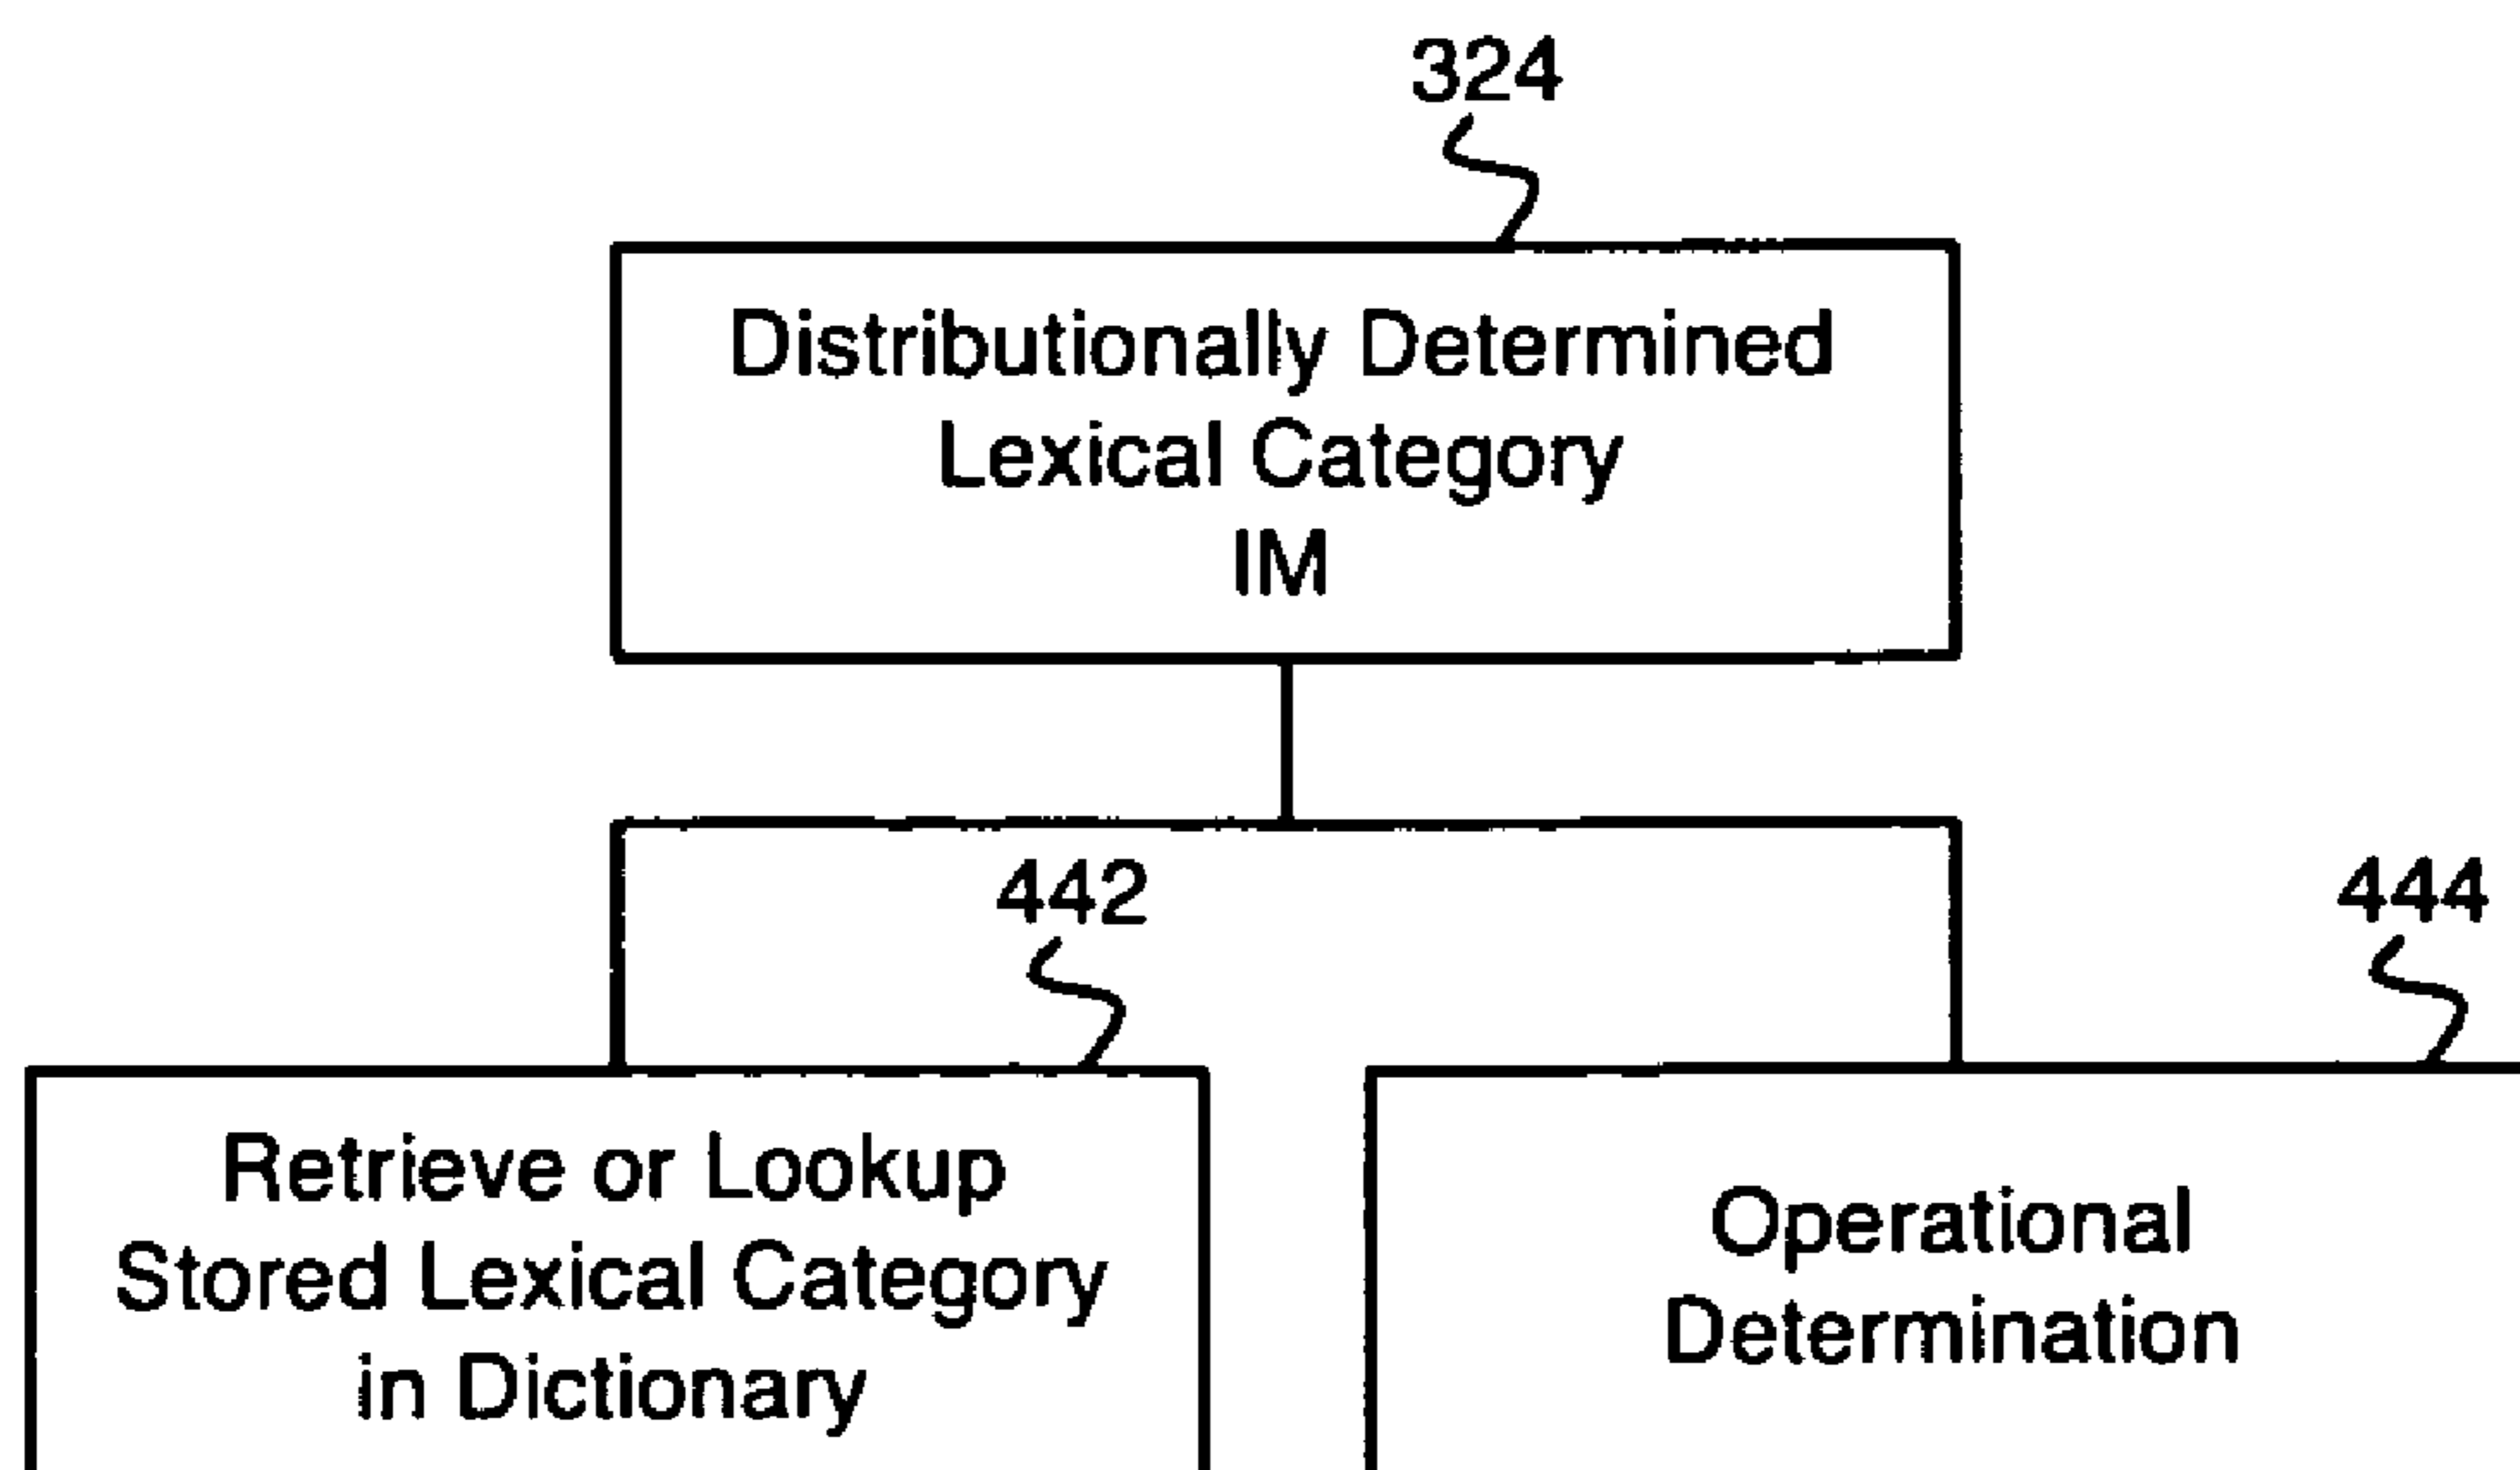 324
Distributionally Determined
Lexical Category
IM
442
444
Retrieve or Lookup
Stored Lexical Category
in Dictionary
Operational
Determination